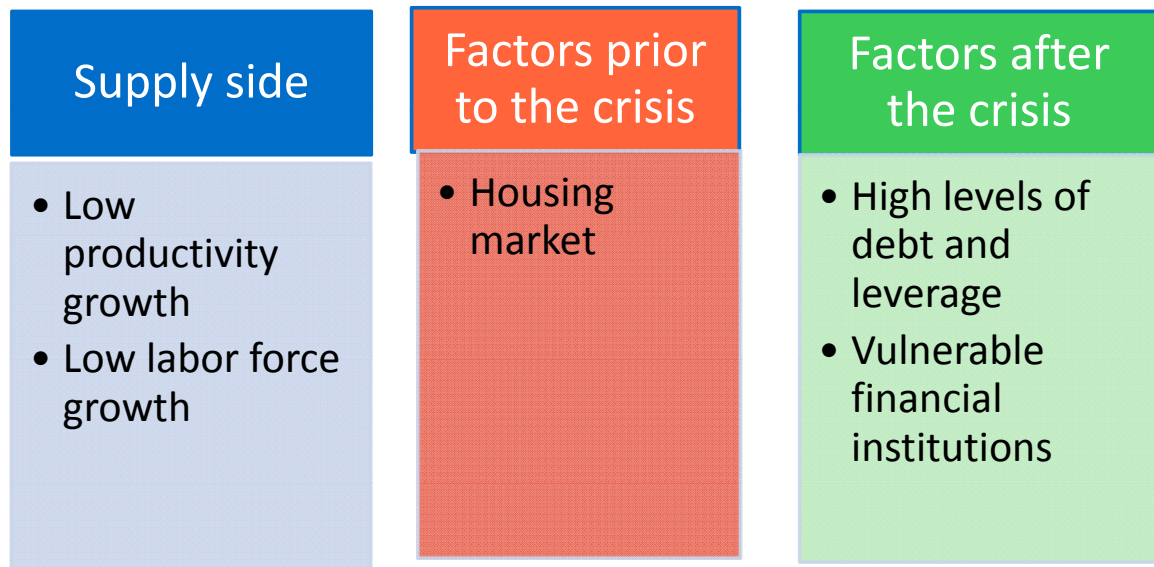 Supply side
• Low
productivity
growth
• Low labor force
growth
Factors prior
to the crisis
• Housing
market
Factors after
the crisis
• High levels of
debt and
leverage
• Vulnerable
financial
institutions